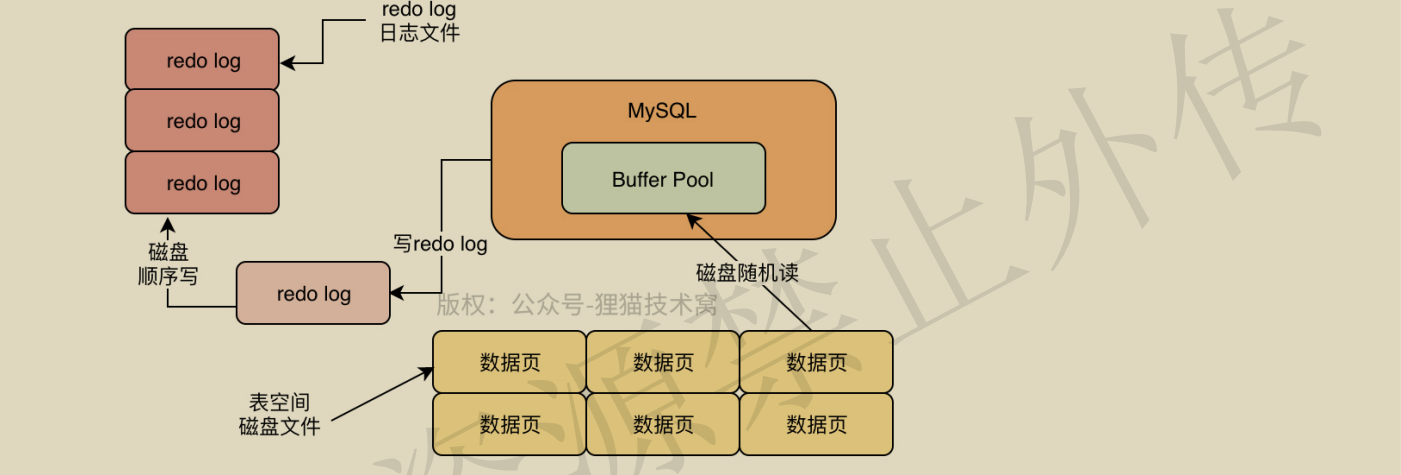 redo log
日志文件
redo log
redo log
redo log
MySQL
Buffer Pool
写redo log
磁盘
顺序写
redo log
磁盘随机读
版权：公众号-狸猫技术窝
数据页
数据页
数据页
表空间
磁盘文件
数据页
数据页
数据页
资源禁止外传